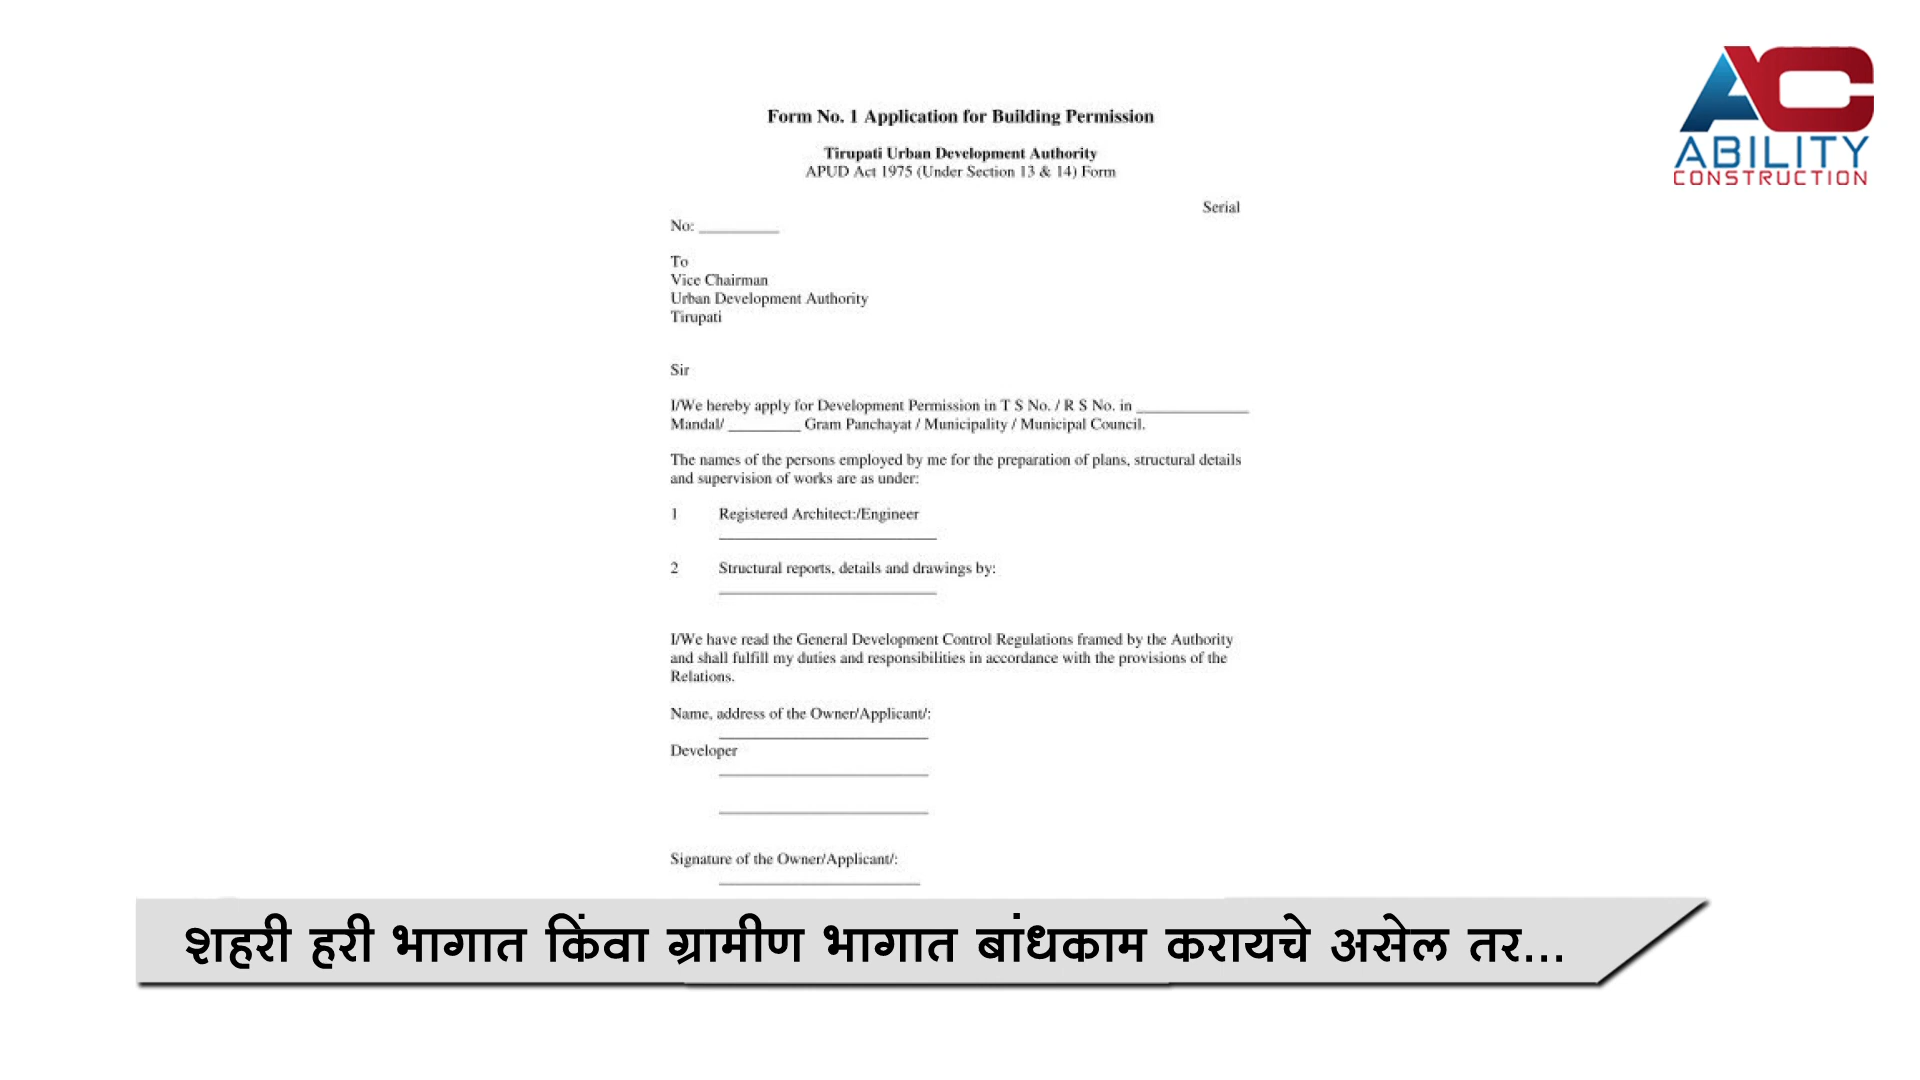 AC
ABILITY
CONSTRUCTION
Form No. 1 Application for Building Permission
Tirupati Urban Development Authority
APUD Act 1975 (Under Section 13 & 14) Form
Serial
No: __________
To
Vice Chairman
Urban Development Authority
Tirupati
Sir
I/We hereby apply for Development Permission in T S No. / R S No. in ______________
Mandal/ _________ Gram Panchayat / Municipality / Municipal Council.
The names of the persons employed by me for the preparation of plans, structural details
and supervision of works are as under:
1 Registered Architect:/Engineer
2 Structural reports, details and drawings by:
I/We have read the General Development Control Regulations framed by the Authority
and shall fulfill my duties and responsibilities in accordance with the provisions of the
Relations.
Name, address of the Owner/Applicant/:
Developer
Signature of the Owner/Applicant/:
शहरी हरी भागात किंवा ग्रामीण भागात बांधकाम करायचे असेल तर...